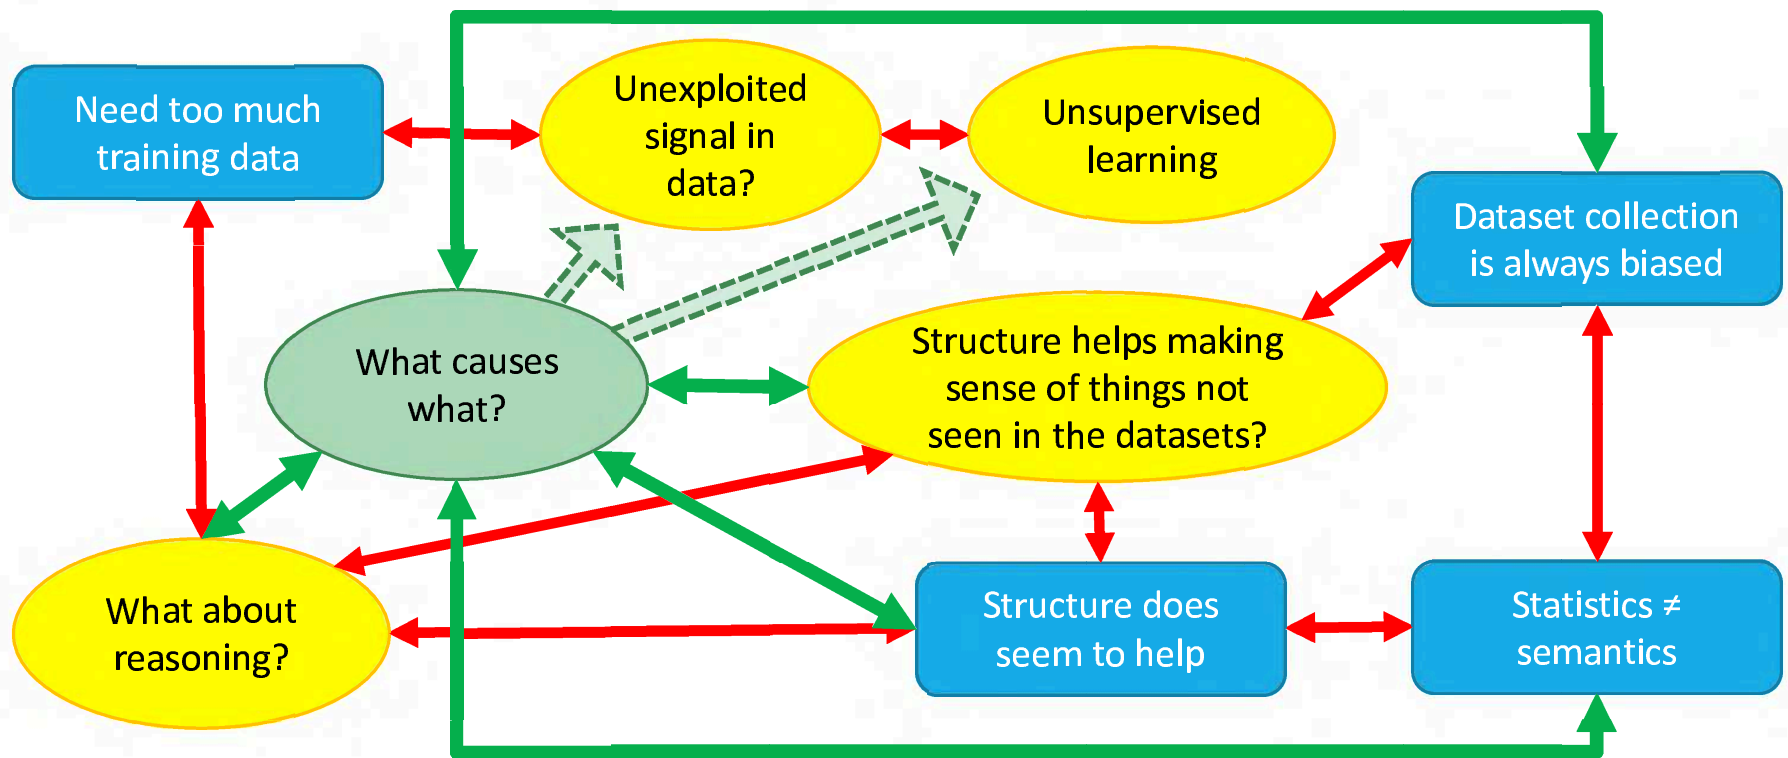 Need too much
training data
Unexploited
signal in
data?
Unsupervised
learning
Dataset collection
is always biased
What causes
what?
Structure helps making
sense of things not
seen in the datasets?
What about
reasoning?
Structure does
seem to help
Statistics ≠
semantics